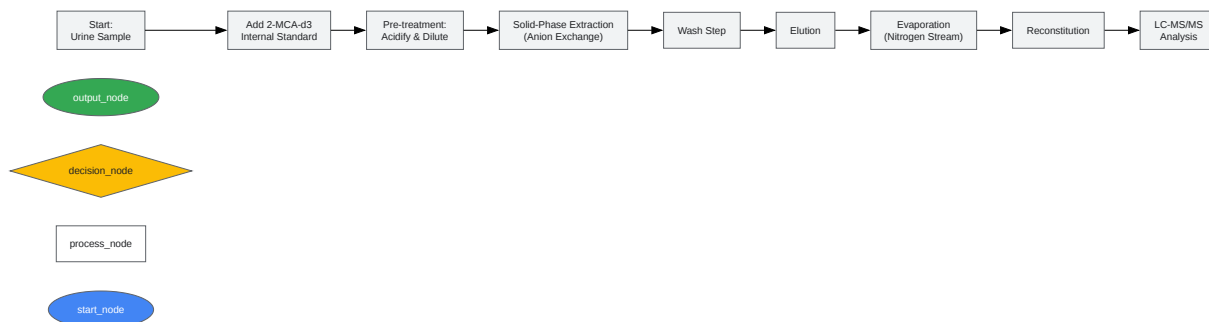 Start:
Urine Sample
Add 2-MCA-d3
Internal Standard
Pre-treatment:
Acidify & Dilute
Solid-Phase Extraction
(Anion Exchange)
Wash Step
Elution
Evaporation
(Nitrogen Stream)
Reconstitution
LC-MS/MS
Analysis
output_node
decision_node
process_node
start_node